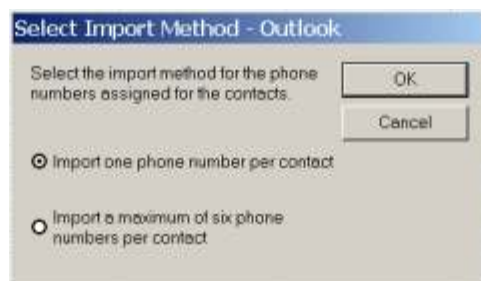 Select Import Method - Outlook
Select the import method for the phone
numbers assigned for the contacts.
OK
Cancel
Import one phone number per contact
Import a maximum of six phone
numbers per contact